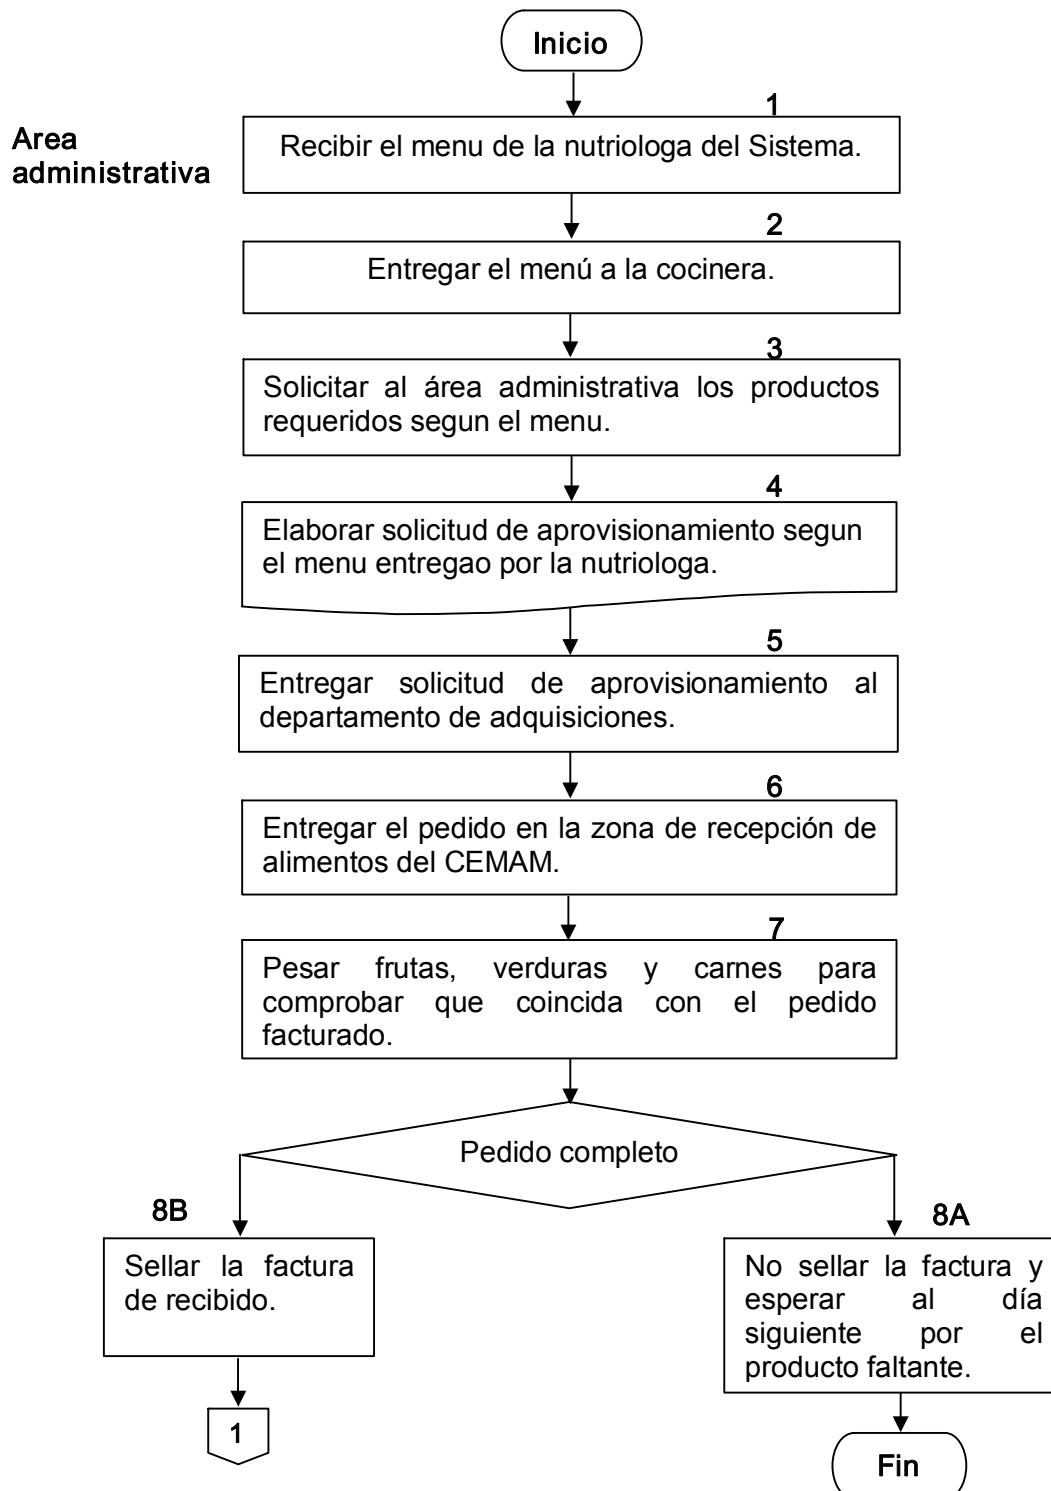 Inicio
Area
administrativa
1
Recibir el menu de la nutriologa del Sistema.
2
Entregar el menú a la cocinera.
3
Solicitar al área administrativa los productos
requeridos segun el menu.
4
Elaborar solicitud de aprovisionamiento segun
el menu entregao por la nutriologa.
5
Entregar solicitud de aprovisionamiento al
departamento de adquisiciones.
6
Entregar el pedido en la zona de recepción de
alimentos del CEMAM.
7
Pesar frutas, verduras y carnes para
comprobar que coincida con el pedido
facturado.
Pedido completo
8B
Sellar la factura
de recibido.
1
8A
No sellar la factura y
esperar al día
siguiente por el
producto faltante.
Fin